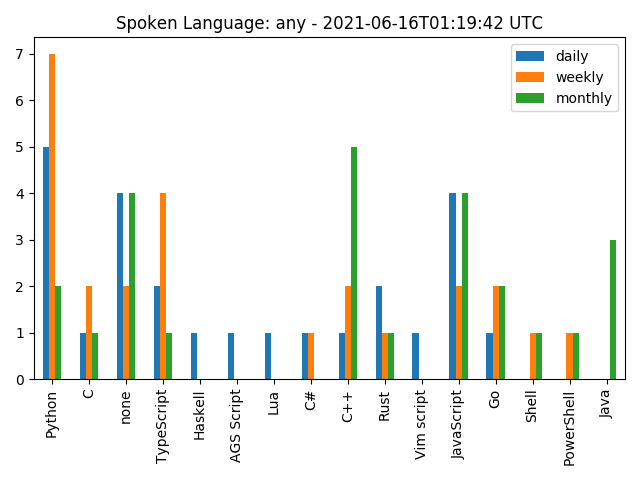 Spoken Language: any - 2021-06-16T01:19:42 UTC
daily
weekly
monthly
7
6
5
4
3
2
1
0
Python
C
none
TypeScript
Haskell
AGS Script
Lua
C#
C++
Rust
Vim script
JavaScript
Go
Shell
PowerShell
Java